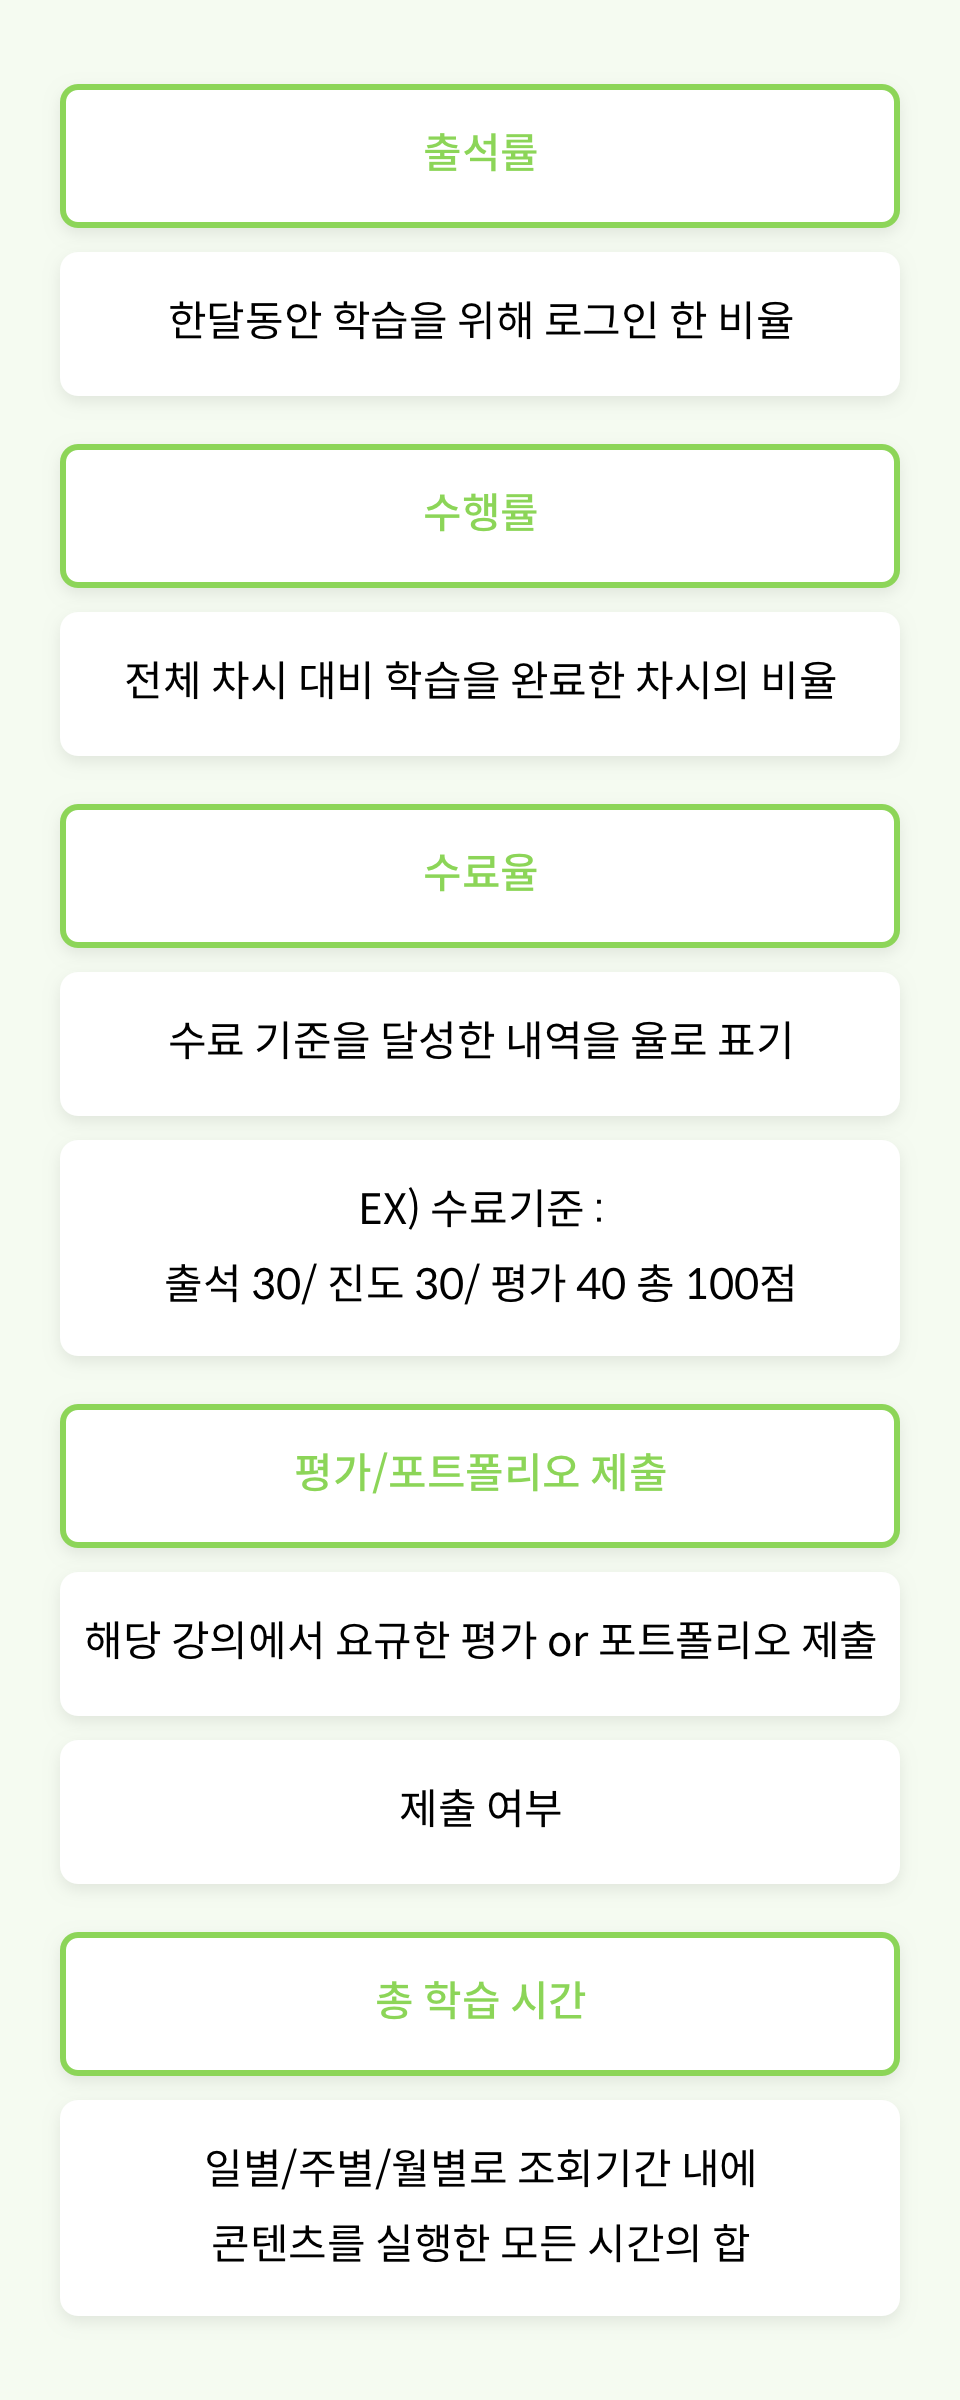 출석률
한달동안 학습을 위해 로그인 한 비율
수행률
전체 차시 대비 학습을 완료한 차시의 비율
수료율
수료 기준을 달성한 내역을 율로 표기
EX) 수료기준 :
출석 30/ 진도 30/ 평가 40 총 100점
평가/포트폴리오 제출
해당 강의에서 요규한 평가 or 포트폴리오 제출
제출 여부
총 학습 시간
일별/주별/월별로 조회기간 내에
콘텐츠를 실행한 모든 시간의 합